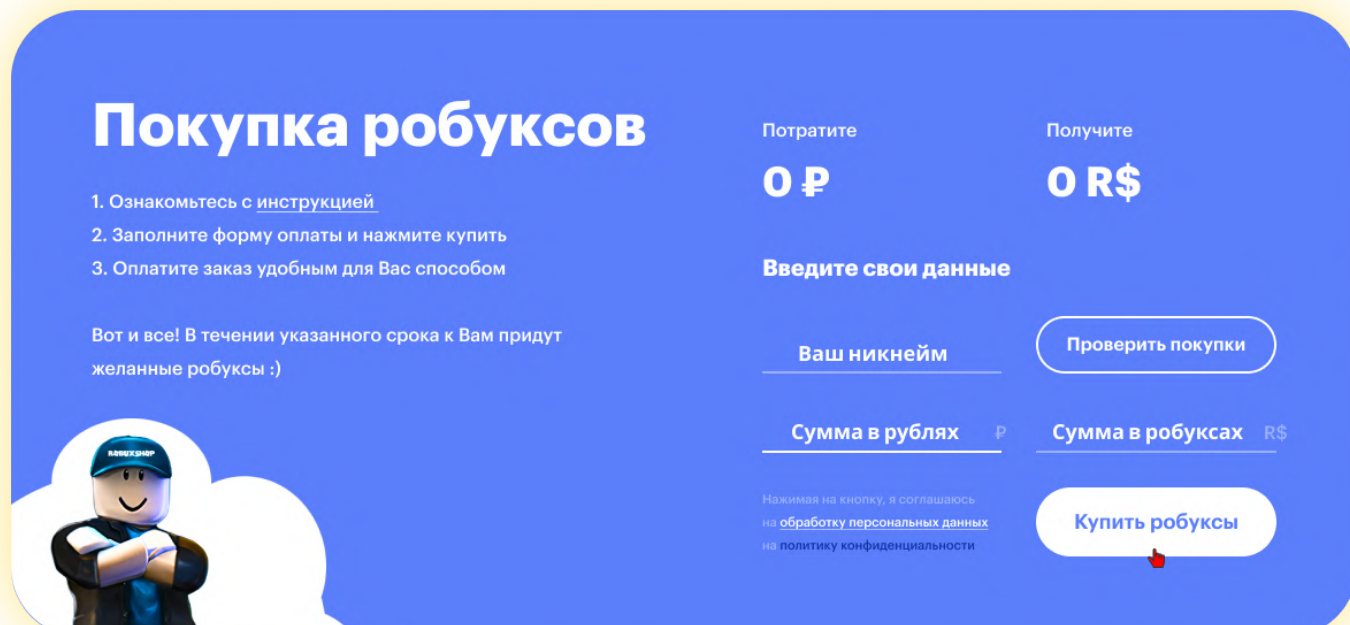 Покупка робуксов
1. Ознакомьтесь с инструкцией
2. Заполните форму оплаты и нажмите купить
3. Оплатите заказ удобным для Вас способом
Вот и все! В течении указанного срока к Вам придут
желанные робуксы :)
ROBUXSHOP
Потратите
0 ₽
Получите
0 R$
Введите свои данные
Ваш никнейм
Проверить покупки
Сумма в рублях ₽
Сумма в робуксах R$
Нажимая на кнопку, я соглашаюсь
на обработку персональных данных
на политику конфиденциальности
Купить робуксы